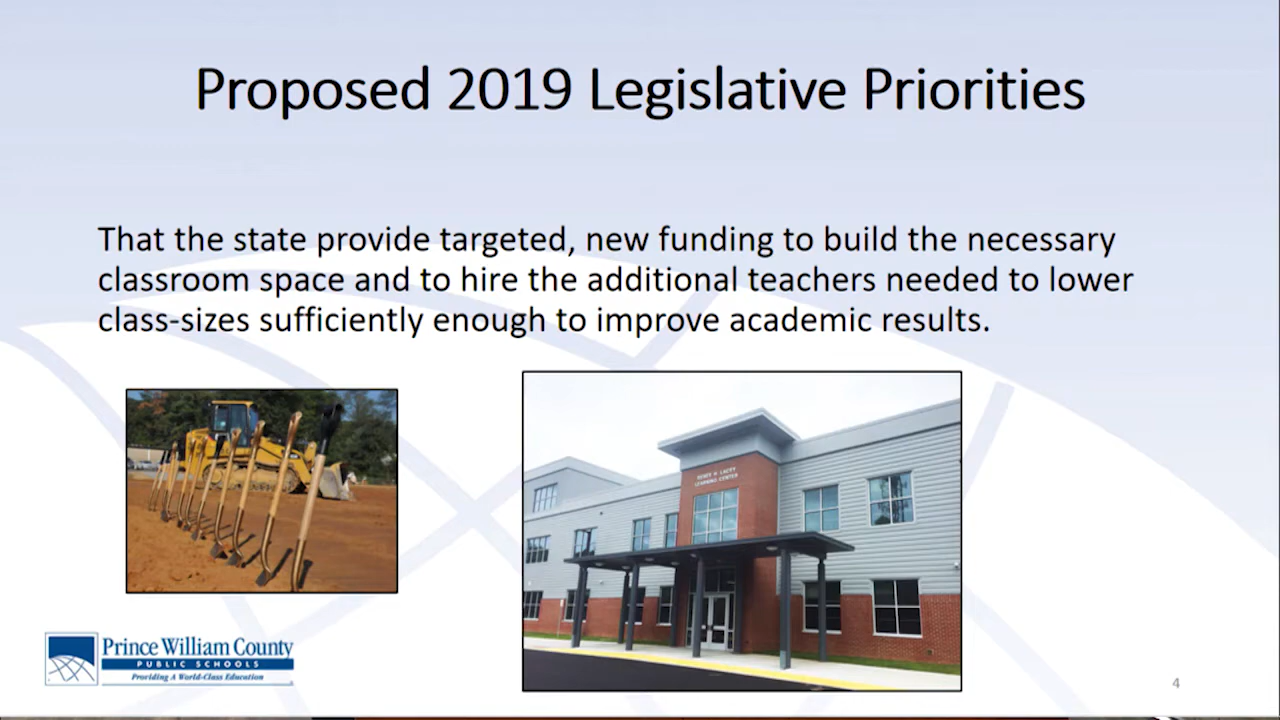 Proposed 2019 Legislative Priorities
That the state provide targeted, new funding to build the necessary
classroom space and to hire the additional teachers needed to lower
class-sizes sufficiently enough to improve academic results.
LEARNING CENTER
Prince William County
PUBLIC SCHOOLS
Providing A World-Class Education
4